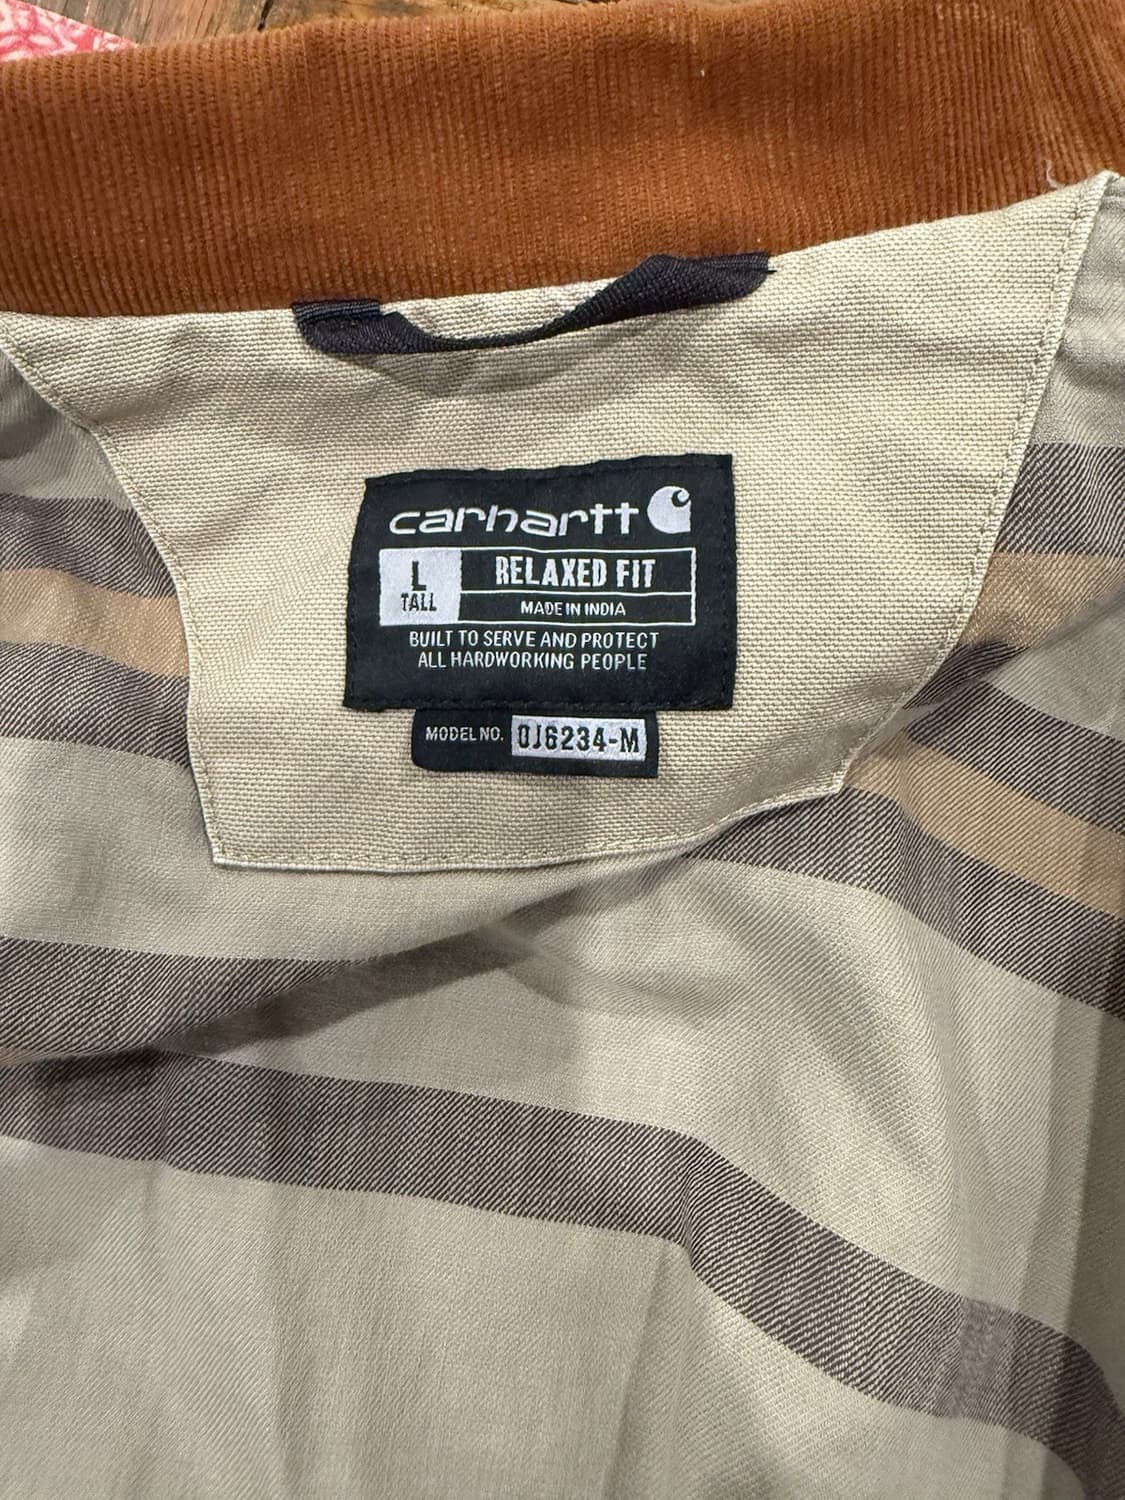 carhartt
L
TALL
RELAXED FIT
MADE IN INDIA
BUILT TO SERVE AND PROTECT
ALL HARDWORKING PEOPLE
MODEL NO. OJ6234-M